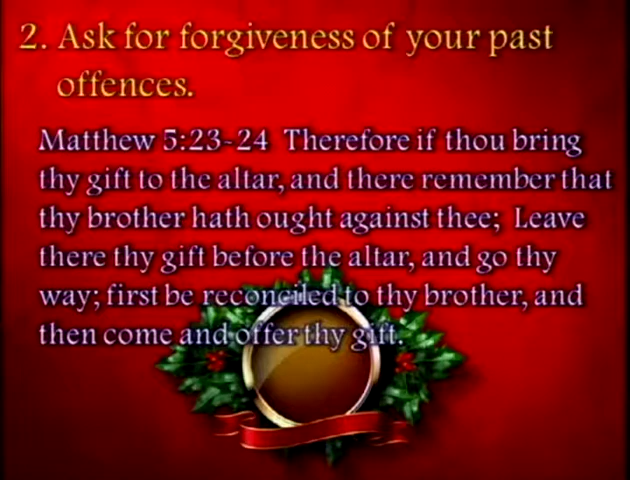 2. Ask for forgiveness of your past
offences.
Matthew 5:23-24 Therefore if thou bring
thy gift to the altar, and there remember that
thy brother hath ought against thee; Leave
there thy gift before the altar, and go thy
way; first be reconciled to thy brother, and
then come and offer thy gift.